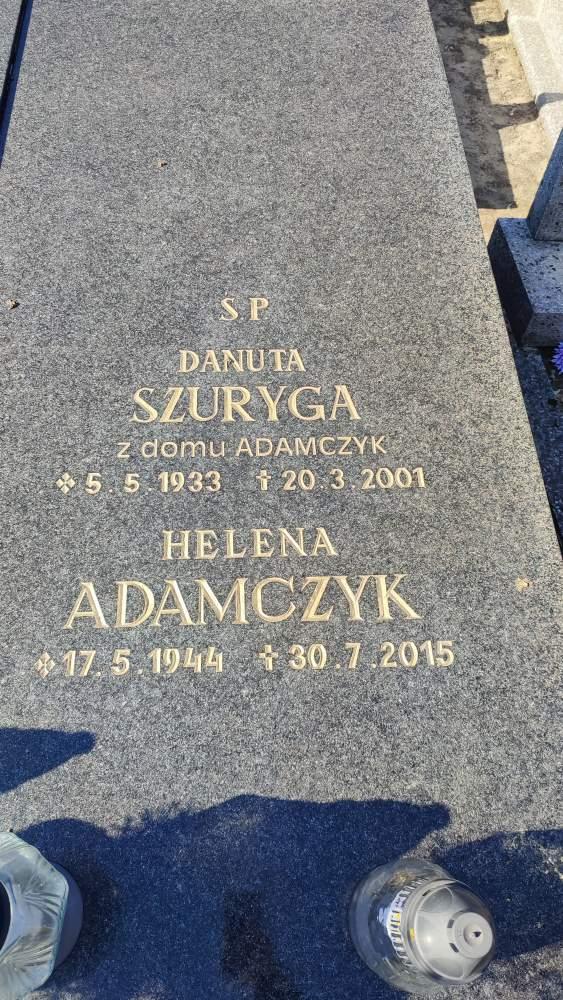 Ś.P
DANUTA
SZURYGA
z domu ADAMCZYK
5.5.1933 † 20.3.2001
HELENA
ADAMCZYK
17.5.1944 † 30.7.2015